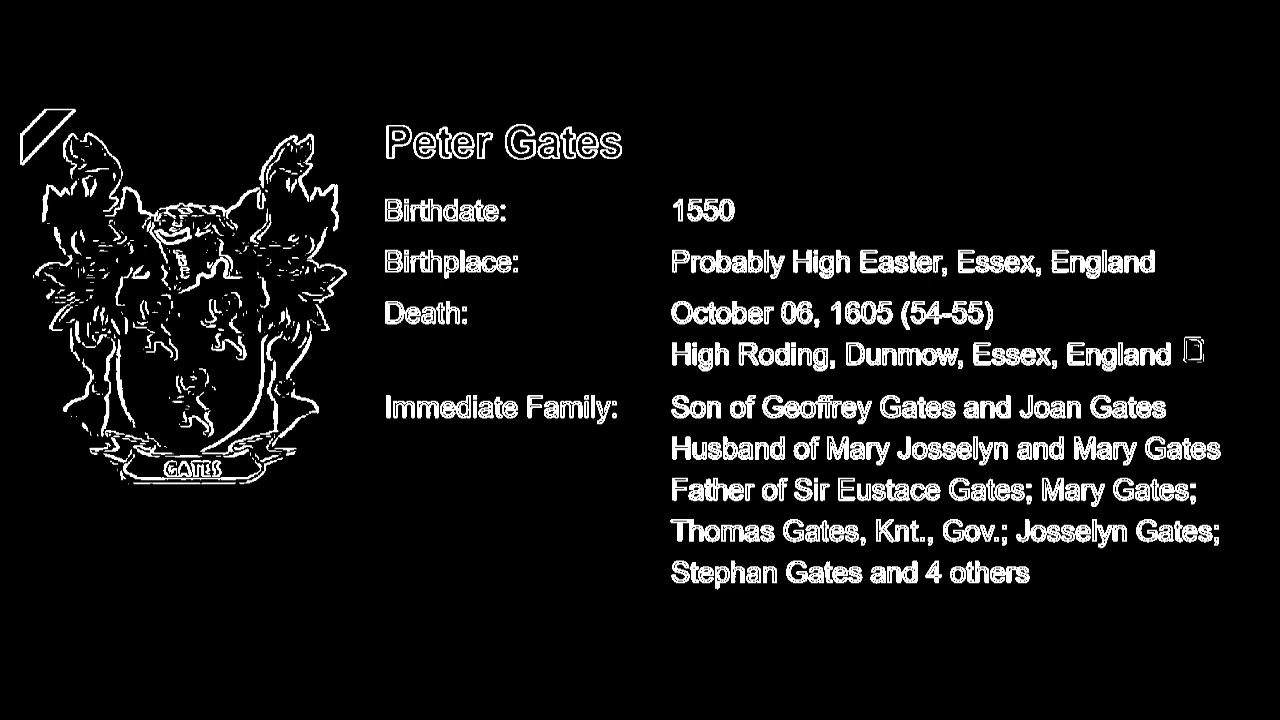 Peter Gates
Birthdate: 1550
Birthplace: Probably High Easter, Essex, England
Death: October 06, 1605 (54-55)
High Roding, Dunmow, Essex, England
Immediate Family: Son of Geoffrey Gates and Joan Gates
Husband of Mary Josselyn and Mary Gates
Father of Sir Eustace Gates; Mary Gates;
Thomas Gates, Knt., Gov.; Josselyn Gates;
Stephan Gates and 4 others
GATES